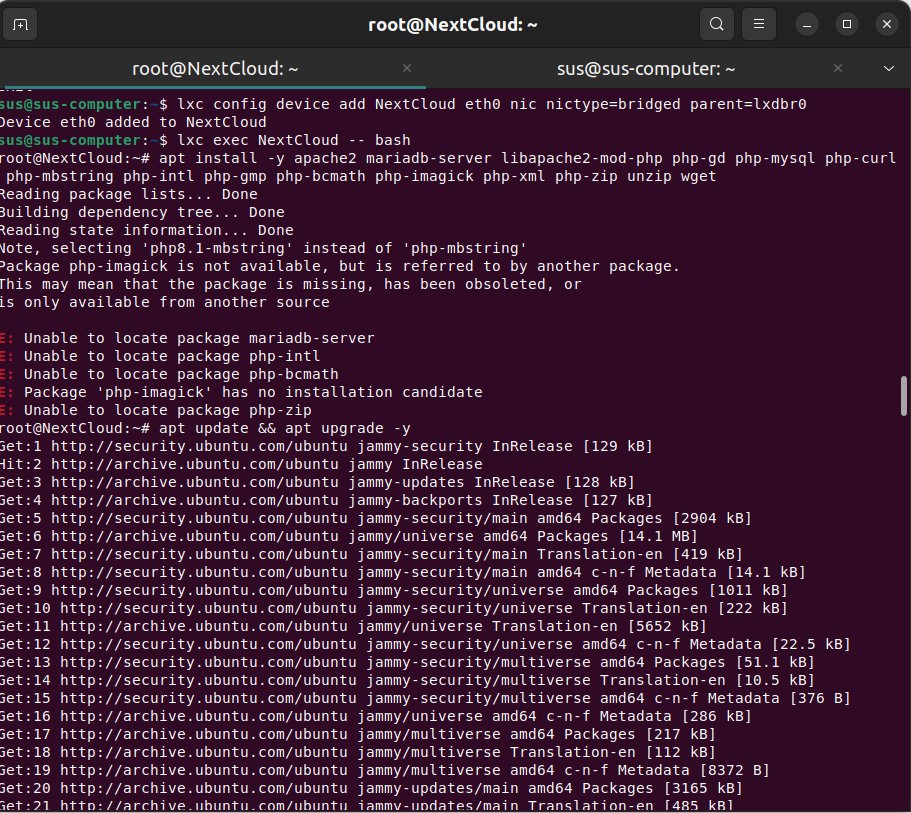 root@NextCloud: ~
root@NextCloud: ~
sus@sus-computer: ~
sus@sus-computer:~$ lxc config device add NextCloud eth0 nic nictype=bridged parent=lxdbr0
Device eth0 added to NextCloud
sus@sus-computer:~$ lxc exec NextCloud -- bash
root@NextCloud:~# apt install -y apache2 mariadb-server libapache2-mod-php php-gd php-mysql php-curl
php-mbstring php-intl php-gmp php-bcmath php-imagick php-xml php-zip unzip wget
Reading package lists... Done
Building dependency tree... Done
Reading state information... Done
Note, selecting 'php8.1-mbstring' instead of 'php-mbstring'
Package php-imagick is not available, but is referred to by another package.
This may mean that the package is missing, has been obsoleted, or
is only available from another source
E: Unable to locate package mariadb-server
E: Unable to locate package php-intl
E: Unable to locate package php-bcmath
E: Package 'php-imagick' has no installation candidate
E: Unable to locate package php-zip
root@NextCloud:~# apt update && apt upgrade -y
Get:1 http://security.ubuntu.com/ubuntu jammy-security InRelease [129 kB]
Hit:2 http://archive.ubuntu.com/ubuntu jammy InRelease
Get:3 http://archive.ubuntu.com/ubuntu jammy-updates InRelease [128 kB]
Get:4 http://archive.ubuntu.com/ubuntu jammy-backports InRelease [127 kB]
Get:5 http://security.ubuntu.com/ubuntu jammy-security/main amd64 Packages [2904 kB]
Get:6 http://archive.ubuntu.com/ubuntu jammy/universe amd64 Packages [14.1 MB]
Get:7 http://security.ubuntu.com/ubuntu jammy-security/main Translation-en [419 kB]
Get:8 http://security.ubuntu.com/ubuntu jammy-security/main amd64 c-n-f Metadata [14.1 kB]
Get:9 http://security.ubuntu.com/ubuntu jammy-security/universe amd64 Packages [1011 kB]
Get:10 http://security.ubuntu.com/ubuntu jammy-security/universe Translation-en [222 kB]
Get:11 http://archive.ubuntu.com/ubuntu jammy/universe Translation-en [5652 kB]
Get:12 http://security.ubuntu.com/ubuntu jammy-security/universe amd64 c-n-f Metadata [22.5 kB]
Get:13 http://security.ubuntu.com/ubuntu jammy-security/multiverse amd64 Packages [51.1 kB]
Get:14 http://security.ubuntu.com/ubuntu jammy-security/multiverse Translation-en [10.5 kB]
Get:15 http://security.ubuntu.com/ubuntu jammy-security/multiverse amd64 c-n-f Metadata [376 B]
Get:16 http://archive.ubuntu.com/ubuntu jammy/universe amd64 c-n-f Metadata [286 kB]
Get:17 http://archive.ubuntu.com/ubuntu jammy/multiverse amd64 Packages [217 kB]
Get:18 http://archive.ubuntu.com/ubuntu jammy/multiverse Translation-en [112 kB]
Get:19 http://archive.ubuntu.com/ubuntu jammy/multiverse amd64 c-n-f Metadata [8372 B]
Get:20 http://archive.ubuntu.com/ubuntu jammy-updates/main amd64 Packages [3165 kB]
Get:21 http://archive.ubuntu.com/ubuntu jammy-updates/main Translation-en [485 kB]